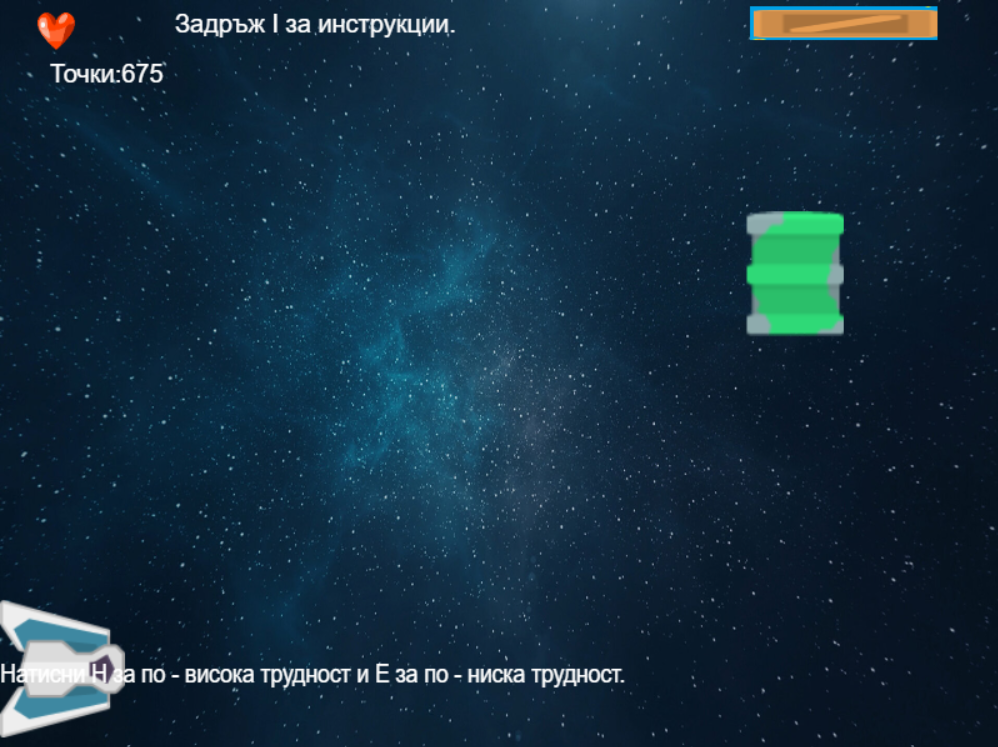 Задръж I за инструкции.
Точки:675
Натисни H за по - висока трудност и E за по - ниска трудност.